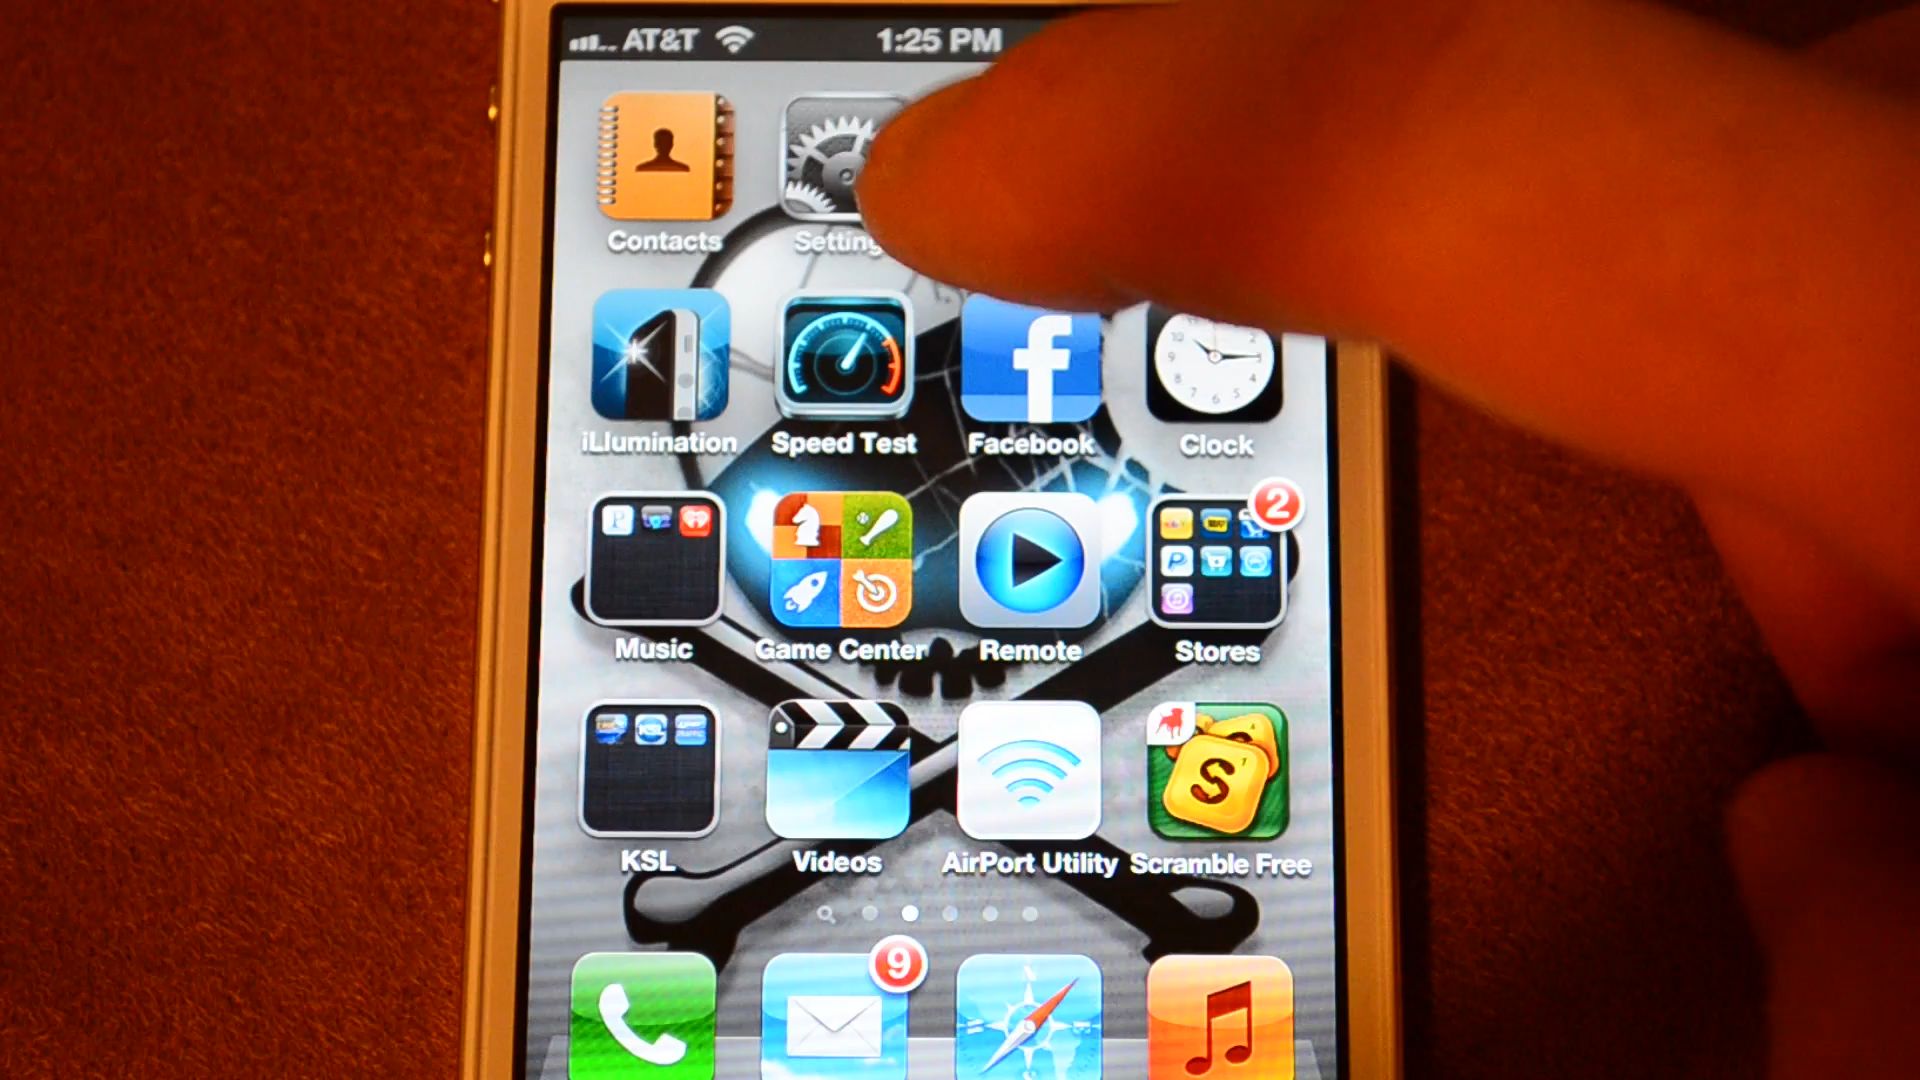 AT&T 1:25 PM
Contacts Setting
iLlumination Speed Test Facebook Clock
2
Music Game Center Remote Stores
S
KSL Videos AirPort Utility Scramble Free
9